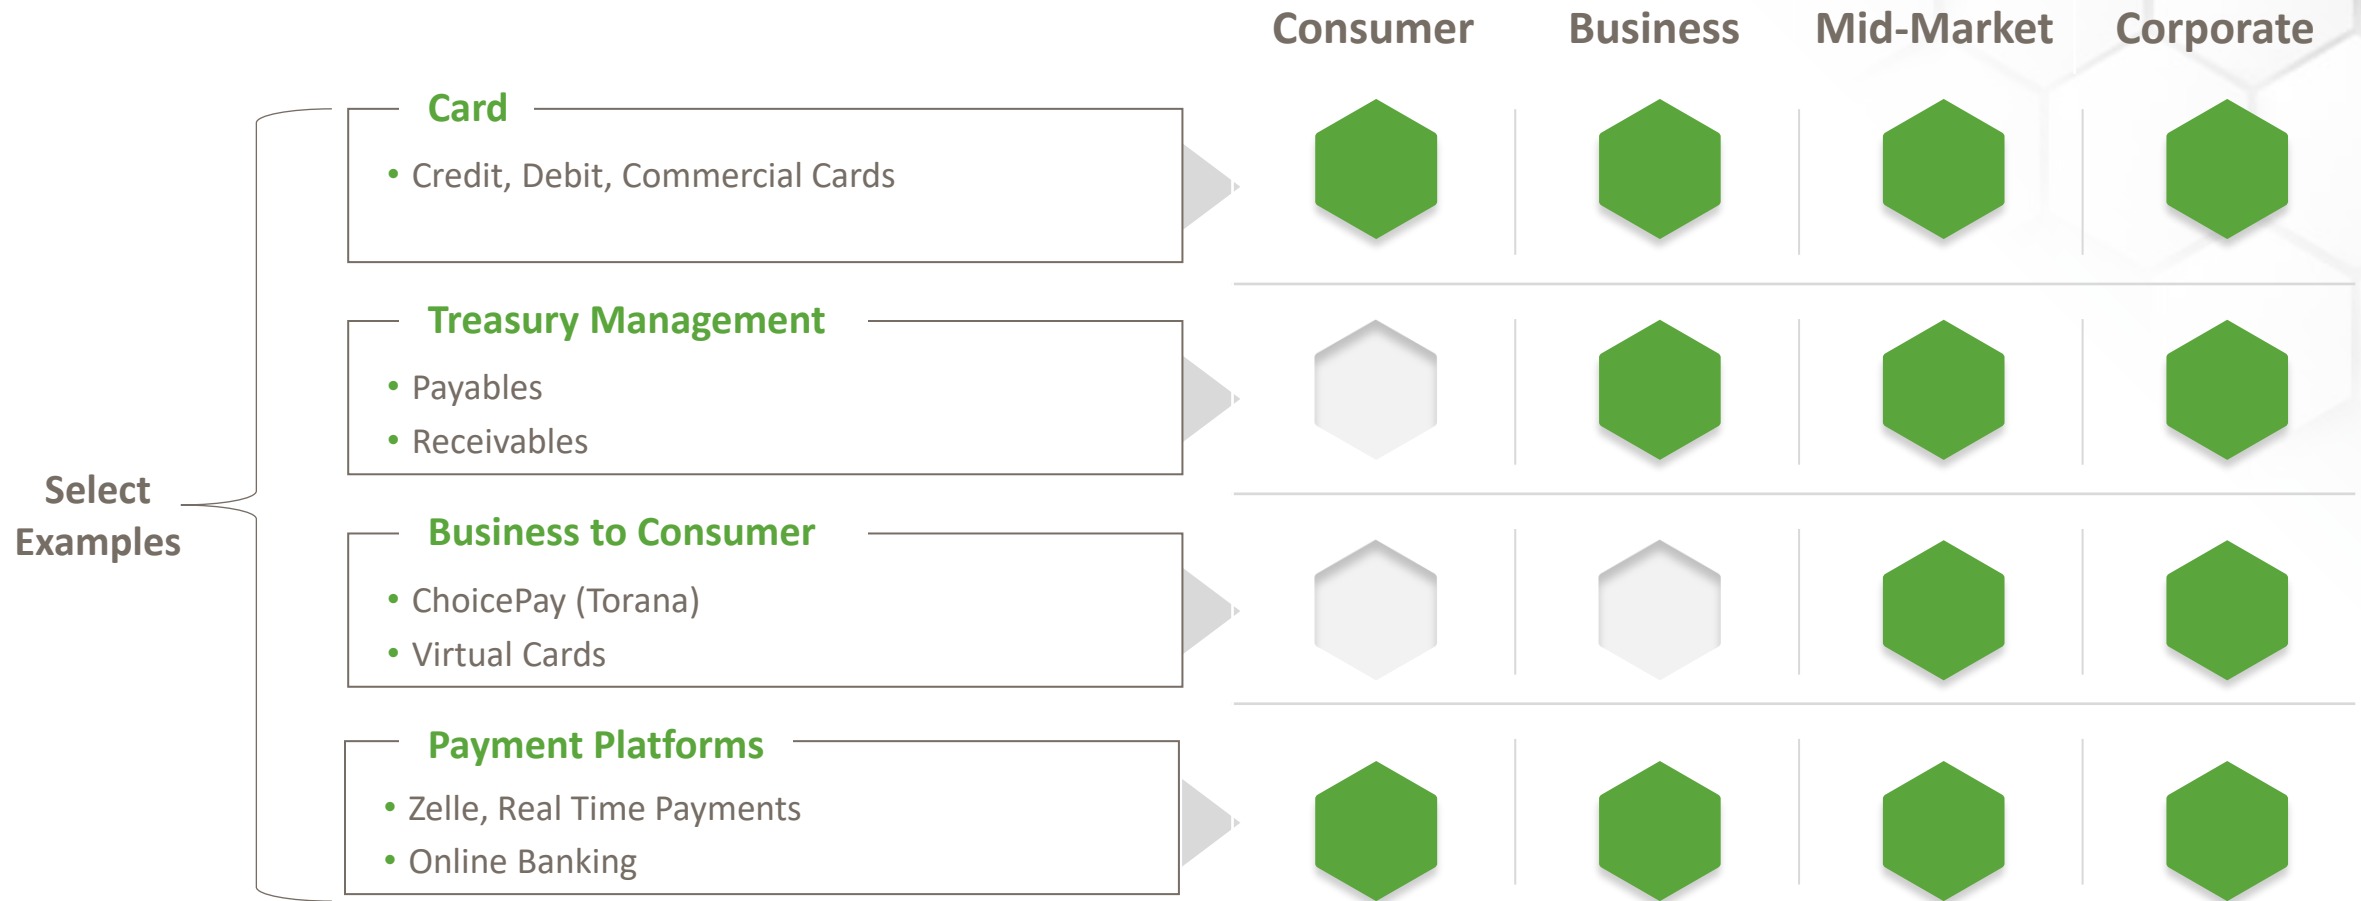 Consumer Business Mid-Market Corporate
Card
• Credit, Debit, Commercial Cards
Treasury Management
• Payables
• Receivables
Select
Examples
Business to Consumer
• ChoicePay (Torana)
• Virtual Cards
Payment Platforms
• Zelle, Real Time Payments
• Online Banking